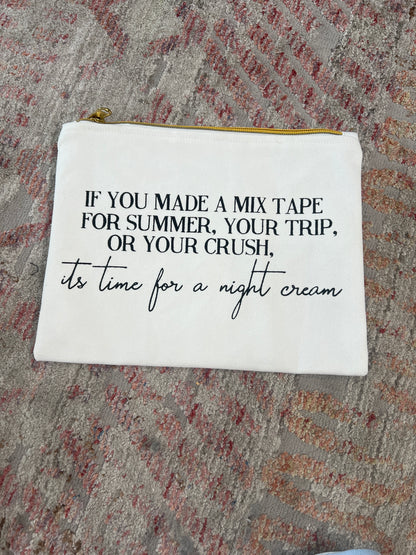 IF YOU MADE A MIX TAPE
FOR SUMMER, YOUR TRIP,
OR YOUR CRUSH,
its time for a night cream